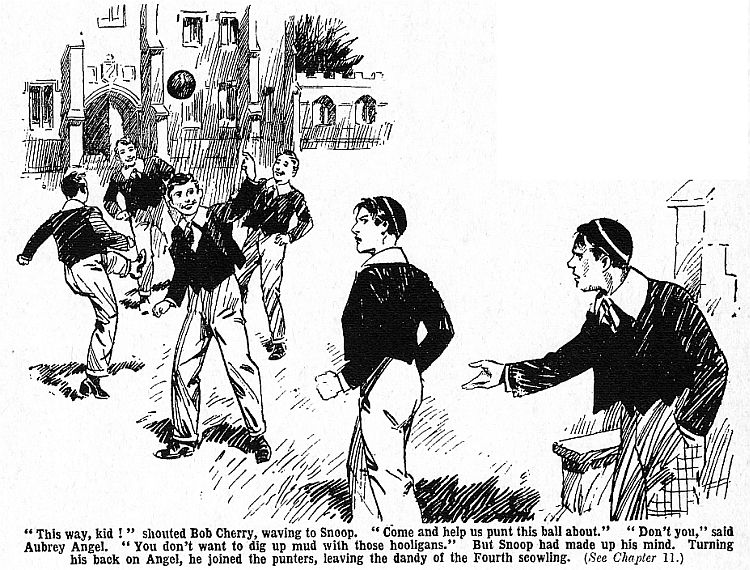 "This way, kid!" shouted Bob Cherry, waving to Snoop. "Come and help us punt this ball about." "Don't you," said
Aubrey Angel. "You don't want to dig up mud with those hooligans." But Snoop had made up his mind. Turning
his back on Angel, he joined the punters, leaving the dandy of the Fourth scowling. (See Chapter 11.)